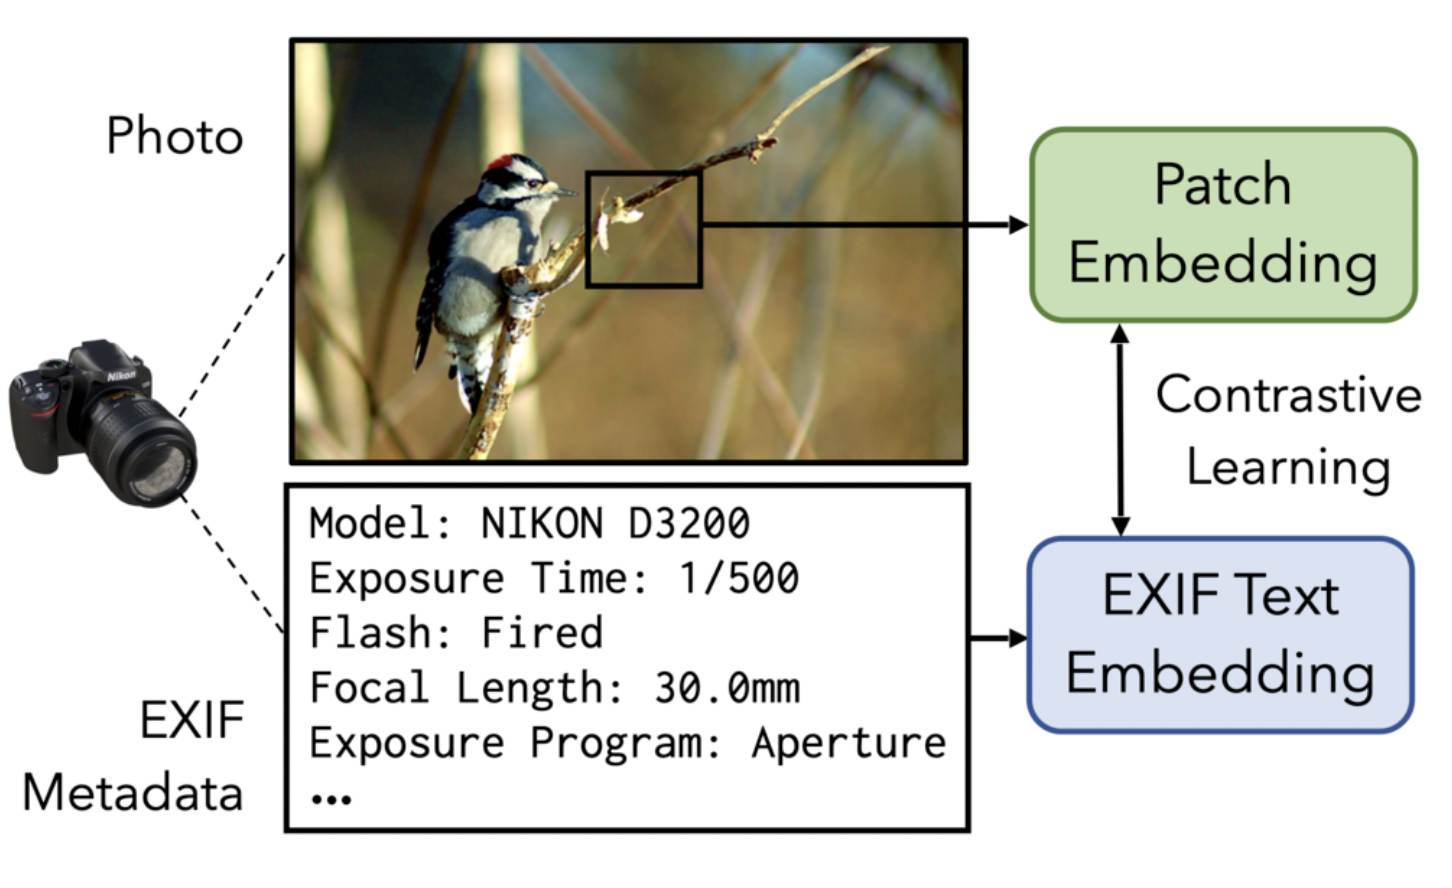 Photo
Nikon
Model: NIKON D3200
Exposure Time: 1/500
Flash: Fired
Focal Length: 30.0mm
Exposure Program: Aperture
...
EXIF
Metadata
Patch
Embedding
Contrastive
Learning
EXIF Text
Embedding